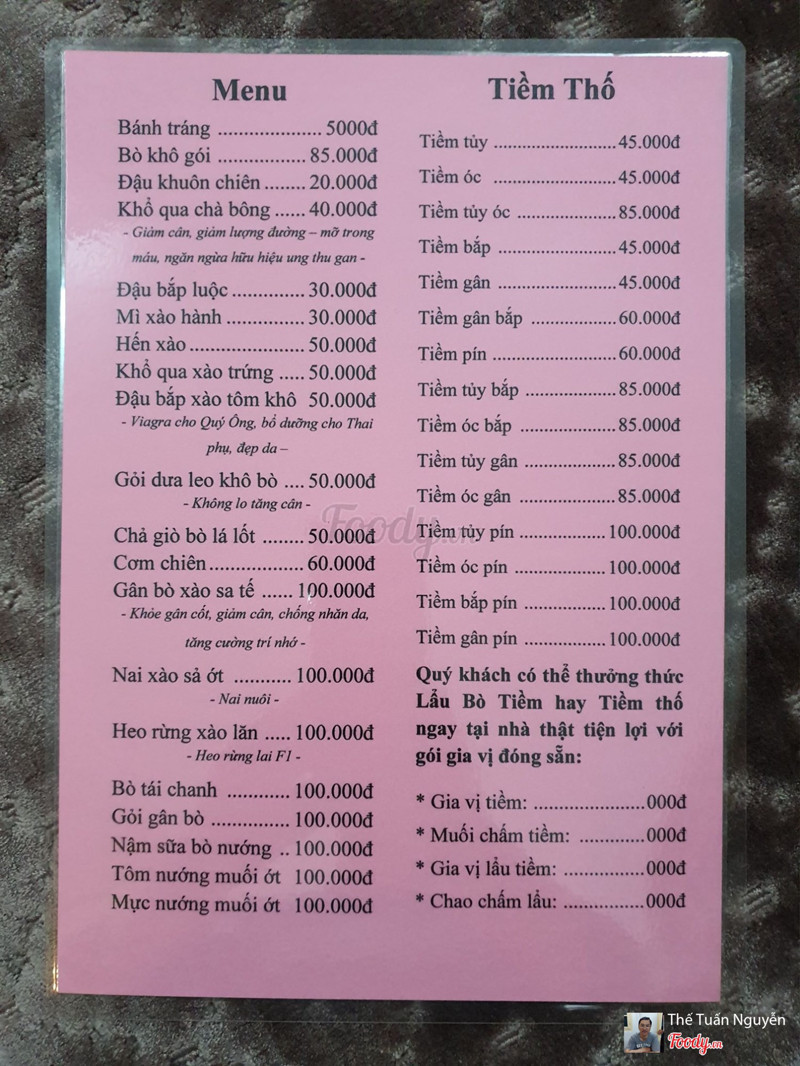 Menu
Bánh tráng ..................... 5000đ
Bò khô gói .................. 85.000đ
Đậu khuôn chiên ........ 20.000đ
Khổ qua chà bông ...... 40.000đ
- Giảm cân, giảm lượng đường – mỡ trong
máu, ngăn ngừa hữu hiệu ung thu gan -
Đậu bắp luộc ............... 30.000đ
Mì xào hành ................ 30.000đ
Hến xào ....................... 50.000đ
Khổ qua xào trứng ..... 50.000đ
Đậu bắp xào tôm khô 50.000đ
- Viagra cho Quý Ông, bổ dưỡng cho Thai
phụ, đẹp da –
Gỏi dưa leo khô bò .... 50.000đ
- Không lo tăng cân -
Chả giò bò lá lốt ........ 50.000đ
Cơm chiên.................... 60.000đ
Gân bò xào sa tế ...... 100.000đ
- Khỏe gân cốt, giảm cân, chống nhăn da,
tăng cường trí nhớ -
Nai xào sả ớt ........... 100.000đ
- Nai nuôi -
Heo rừng xào lăn ..... 100.000đ
- Heo rừng lai F1 -
Bò tái chanh ............ 100.000đ
Gỏi gân bò ................ 100.000đ
Nậm sữa bò nướng .. 100.000đ
Tôm nướng muối ớt 100.000đ
Mực nướng muối ớt 100.000đ
Tiềm Thố
Tiềm tủy ........................... 45.000đ
Tiềm óc ........................... 45.000đ
Tiềm tủy óc ...................... 85.000đ
Tiềm bắp .......................... 45.000đ
Tiềm gân .......................... 45.000đ
Tiềm gân bắp ................... 60.000đ
Tiềm pín ........................... 60.000đ
Tiềm tủy bắp .................... 85.000đ
Tiềm óc bắp ..................... 85.000đ
Tiềm tủy gân .................... 85.000đ
Tiềm óc gân ..................... 85.000đ
Tiềm tủy pín ................... 100.000đ
Tiềm óc pín .................... 100.000đ
Tiềm bắp pín .................. 100.000đ
Tiềm gân pín .................. 100.000đ
Quý khách có thể thưởng thức
Lẩu Bò Tiềm hay Tiềm thố
ngay tại nhà thật tiện lợi với
gói gia vị đóng sẵn:
* Gia vị tiềm: ......................000đ
* Muối chấm tiềm: .............000đ
* Gia vị lẩu tiềm: ................000đ
* Chao chấm lẩu: ................000đ
Foody.vn
Thế Tuấn Nguyễn
Foody.vn